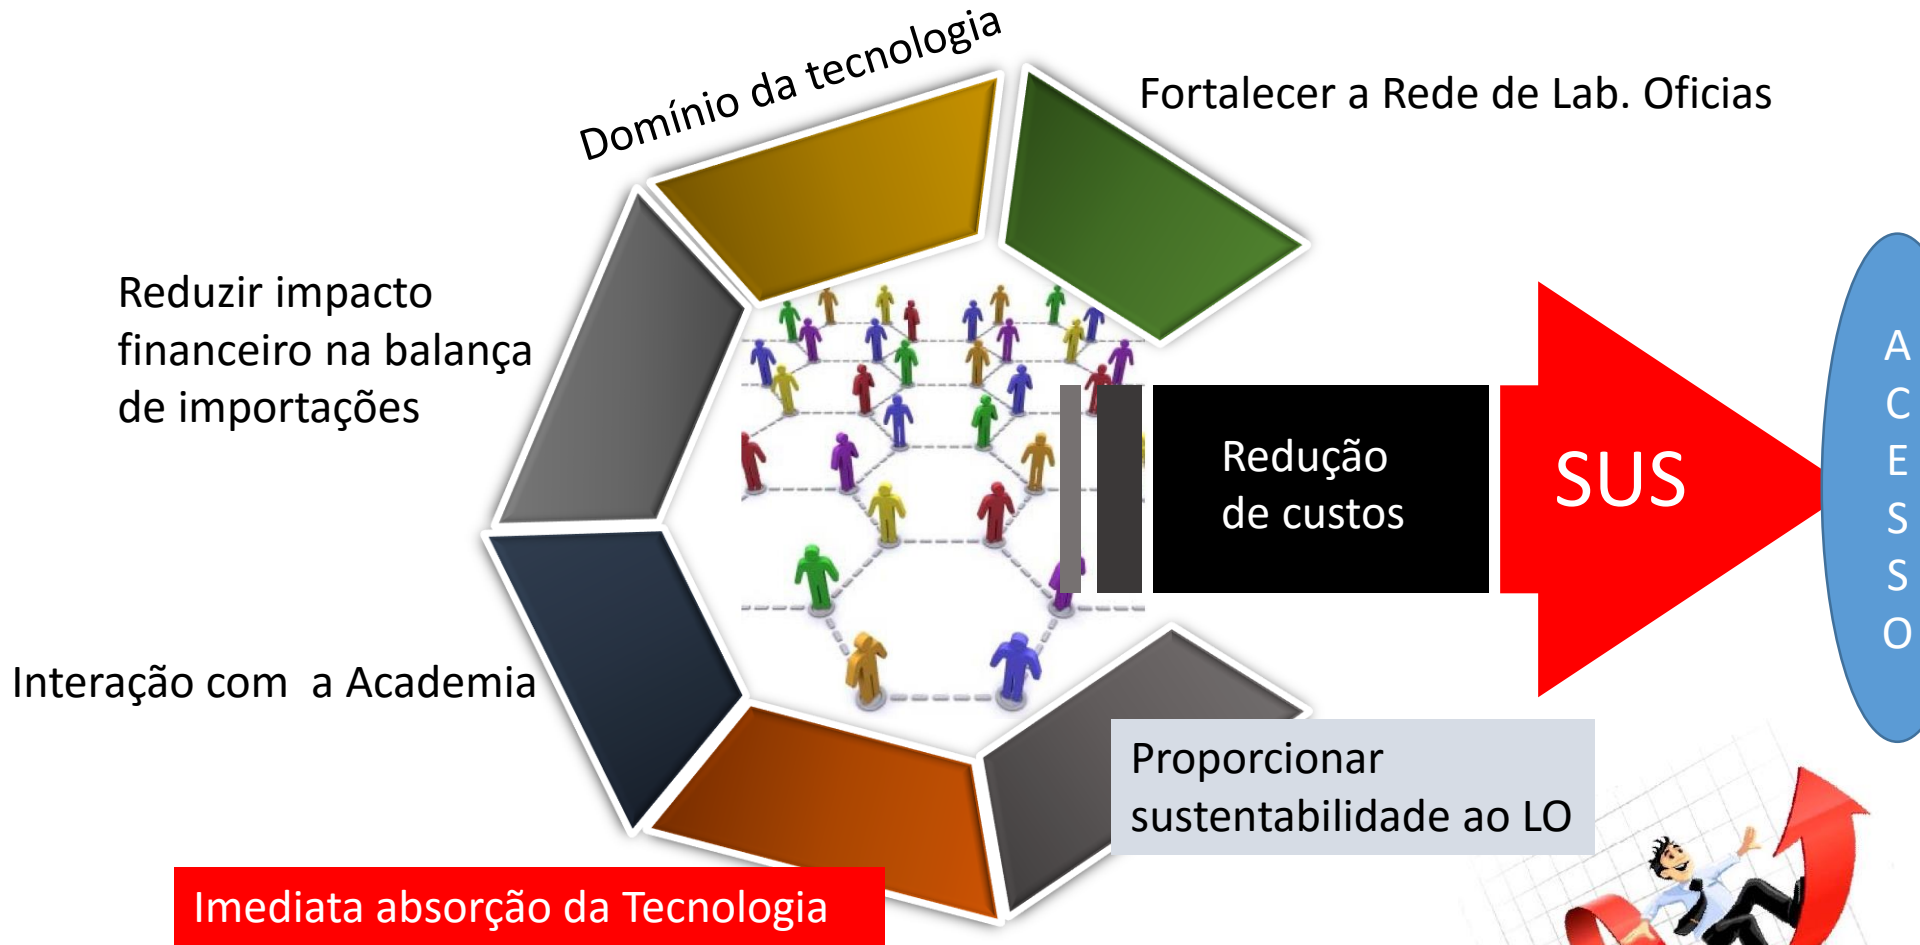 Domínio da tecnologia
Fortalecer a Rede de Lab. Oficias
Reduzir impacto
financeiro na balança
de importações
Redução
de custos
SUS
ACESSO
Interação com  a Academia
Proporcionar
sustentabilidade ao LO
Imediata absorção da Tecnologia